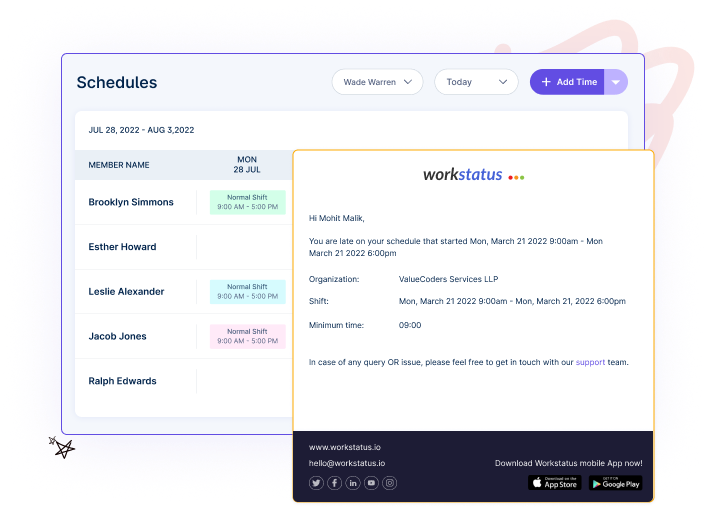 Schedules
Wade Warren
Today
+ Add Time
JUL 28, 2022 - AUG 3,2022
MEMBER NAME
MON
28 JUL
Brooklyn Simmons
Normal Shift
9:00 AM - 5:00 PM
Esther Howard
Leslie Alexander
Normal Shift
9:00 AM - 5:00 PM
Jacob Jones
Normal Shift
9:00 AM - 5:00 PM
Ralph Edwards
workstatus
Hi Mohit Malik,
You are late on your schedule that started Mon, March 21 2022 9:00am - Mon
March 21 2022 6:00pm
Organization: ValueCoders Services LLP
Shift: Mon, March 21 2022 9:00am - Mon, March 21, 2022 6:00pm
Minimum time: 09:00
In case of any query OR issue, please feel free to get in touch with our support team.
www.workstatus.io
hello@workstatus.io
Download Workstatus mobile App now!
Download on the
App Store
GET IT ON
Google Play